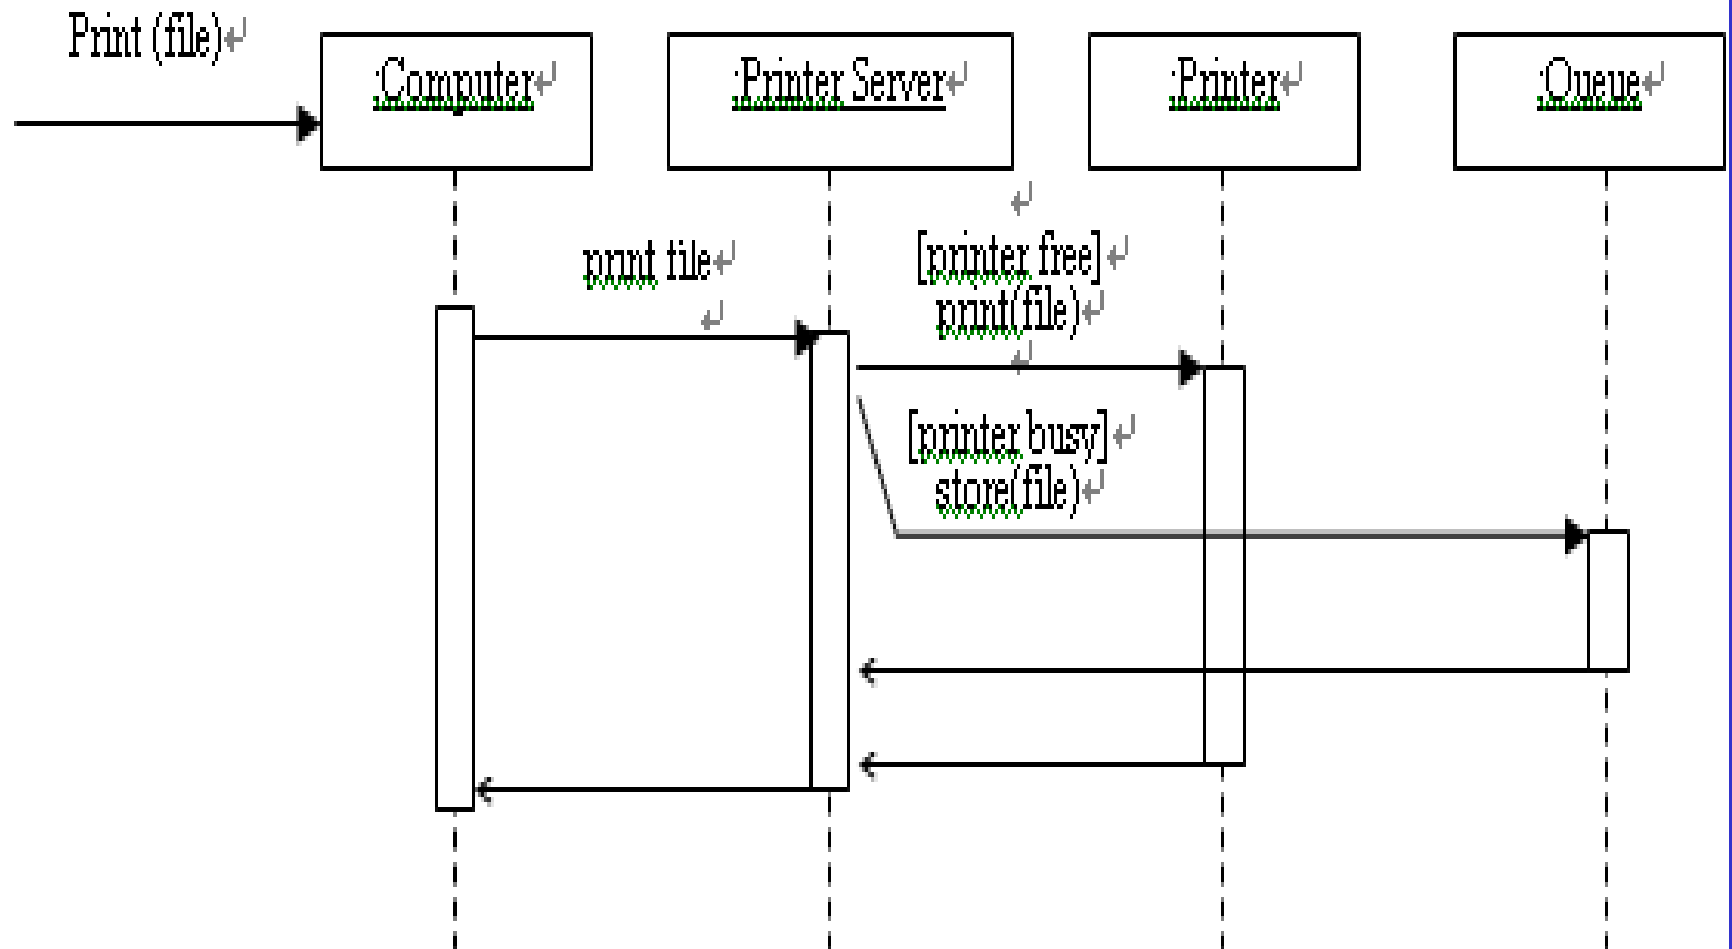 Print (file)
:Computer
:Printer Server
:Printer
:Queue
print file
[printer free]
print(file)
[printer busy]
store(file)